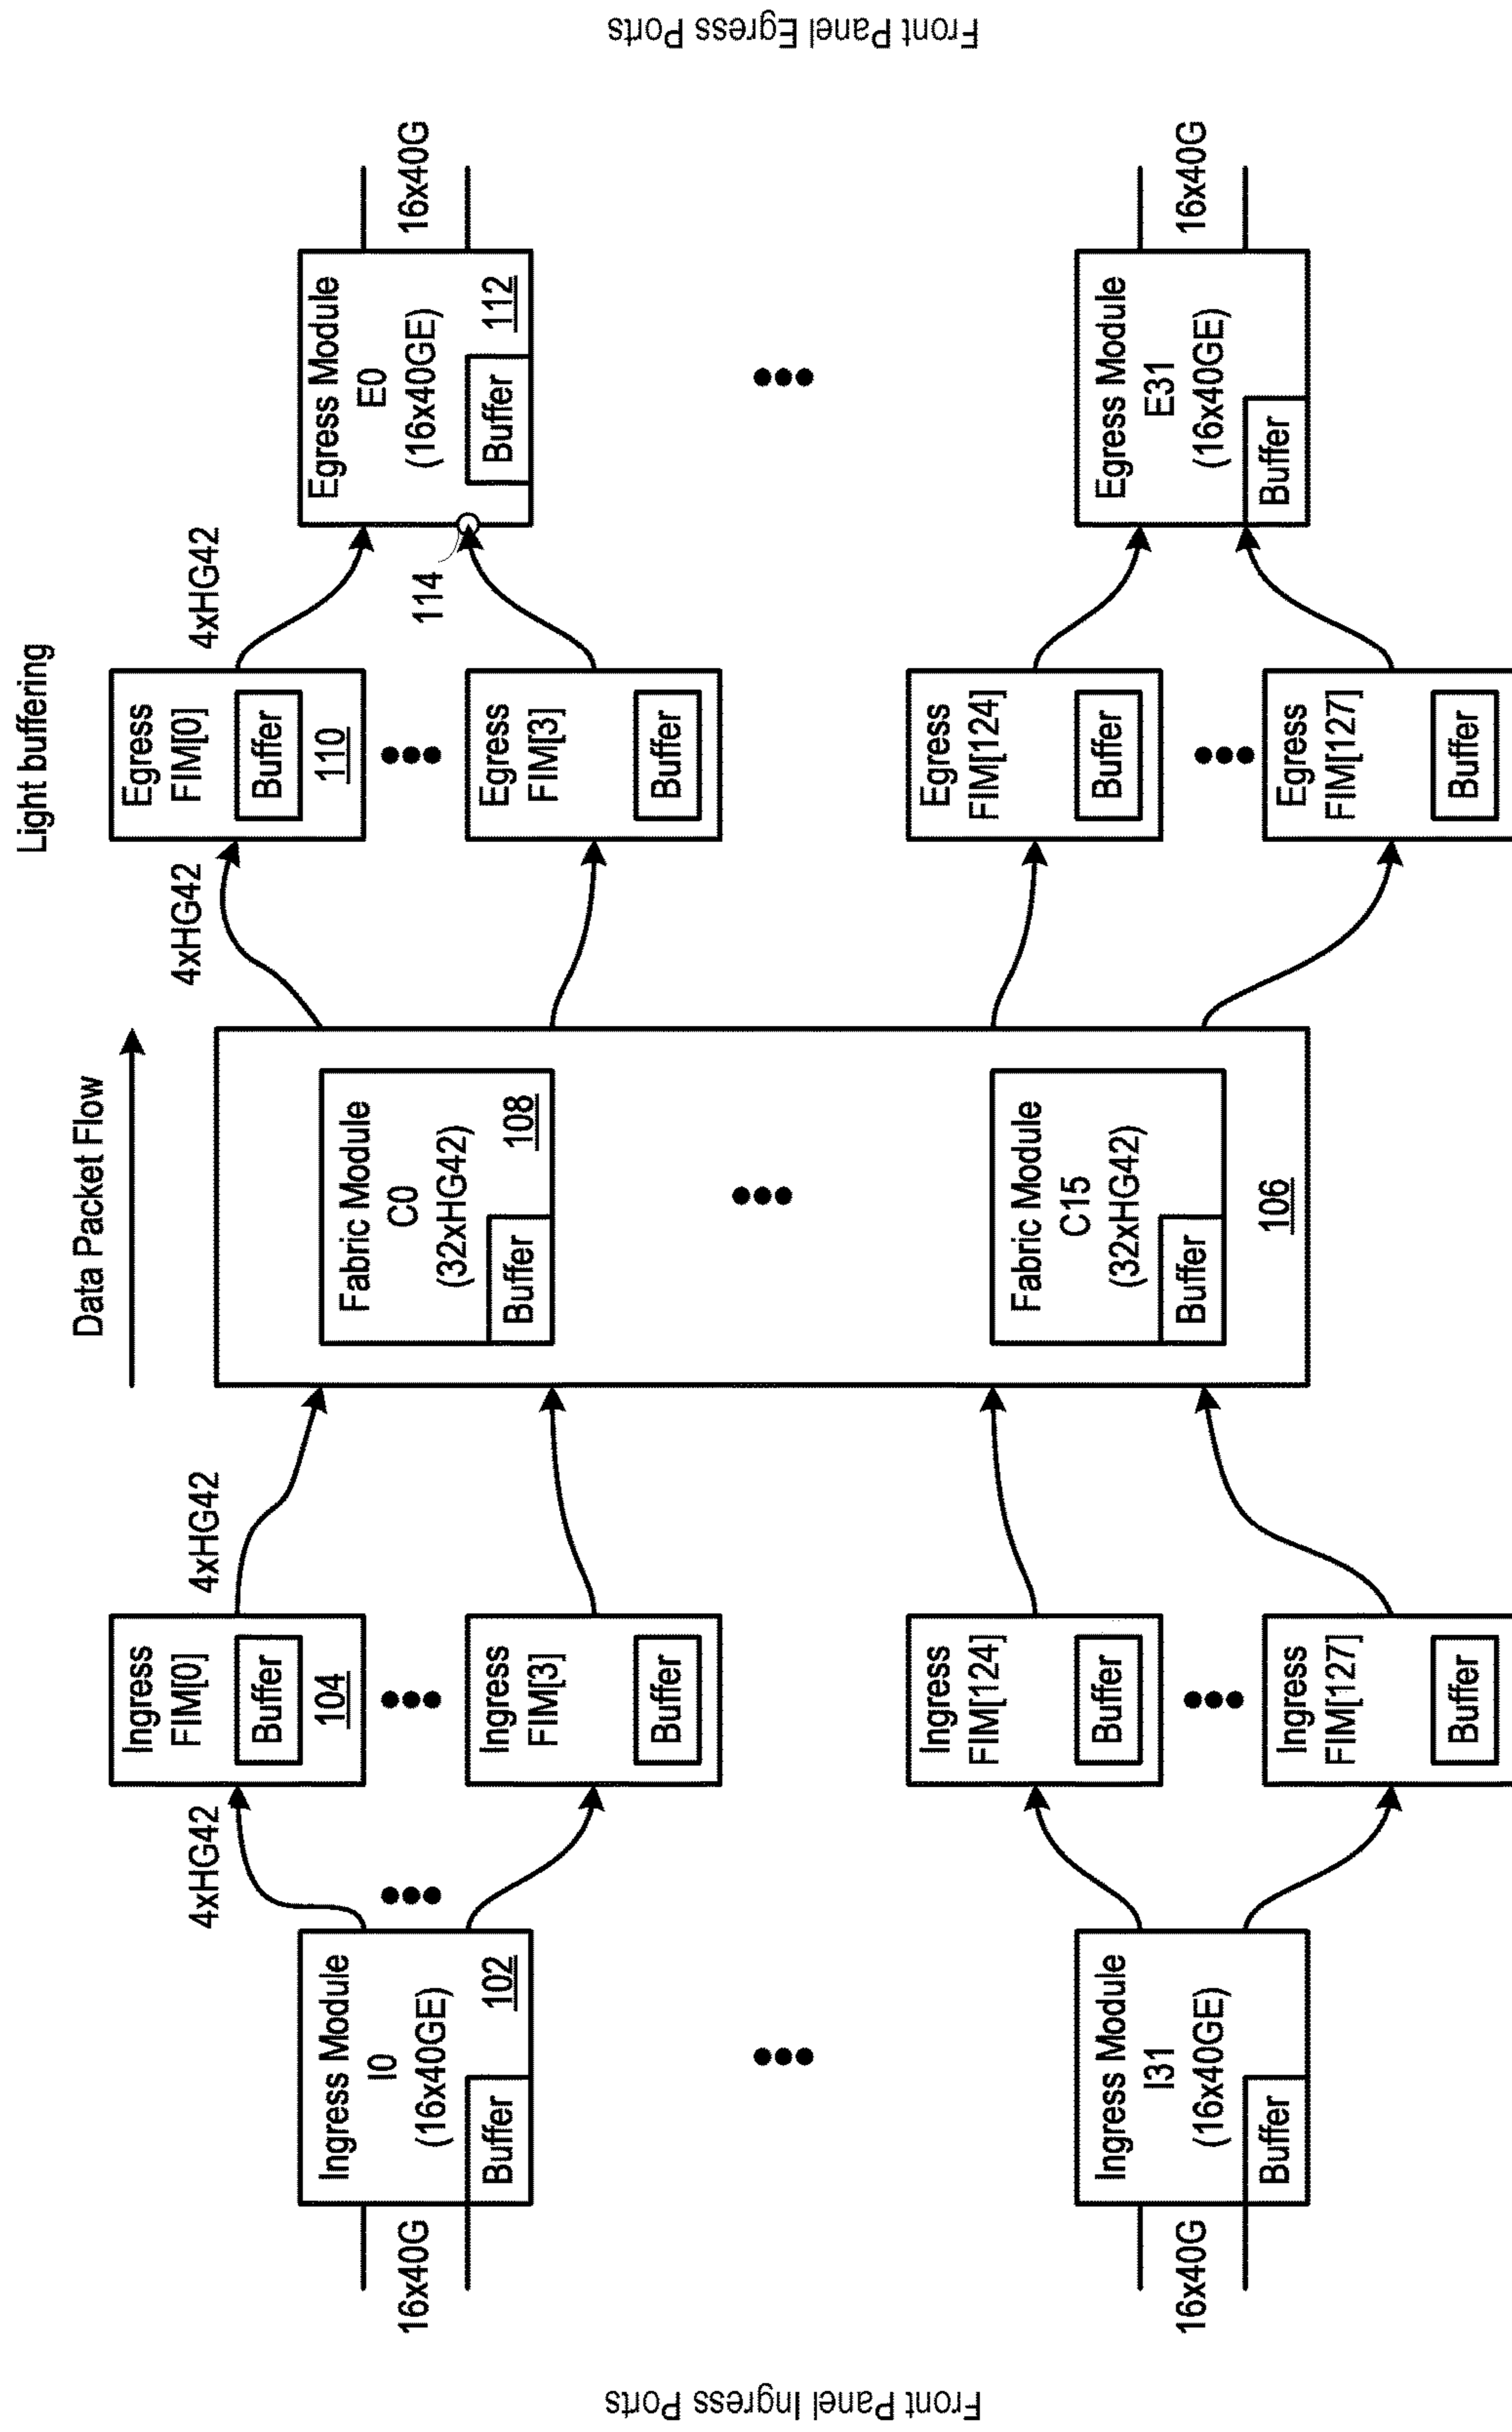 Front Panel Ingress Ports
16x40G
Ingress Module
I0
(16x40GE)
Buffer
102
16x40G
Ingress Module
I31
(16x40GE)
Buffer
4xHG42
Ingress
FIM[0]
Buffer
104
Ingress
FIM[3]
Buffer
Ingress
FIM[124]
Buffer
Ingress
FIM[127]
Buffer
4xHG42
Data Packet Flow
Fabric Module
C0
(32xHG42)
Buffer
108
Fabric Module
C15
(32xHG42)
Buffer
106
4xHG42
Light buffering
Egress
FIM[0]
Buffer
110
Egress
FIM[3]
Buffer
Egress
FIM[124]
Buffer
Egress
FIM[127]
Buffer
4xHG42
114
Egress Module
E0
(16x40GE)
Buffer
112
16x40G
Egress Module
E31
(16x40GE)
Buffer
16x40G
Front Panel Egress Ports